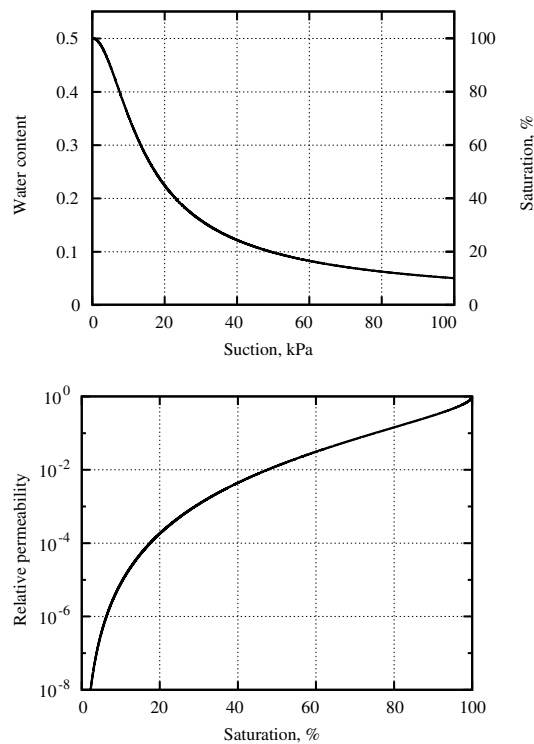 0.5
0.4
0.3
0.2
0.1
0
Water content
100
80
60
40
20
0
Saturation, %
0 20 40 60 80 100
Suction, kPa
10^0
10^-2
10^-4
10^-6
10^-8
Relative permeability
0 20 40 60 80 100
Saturation, %